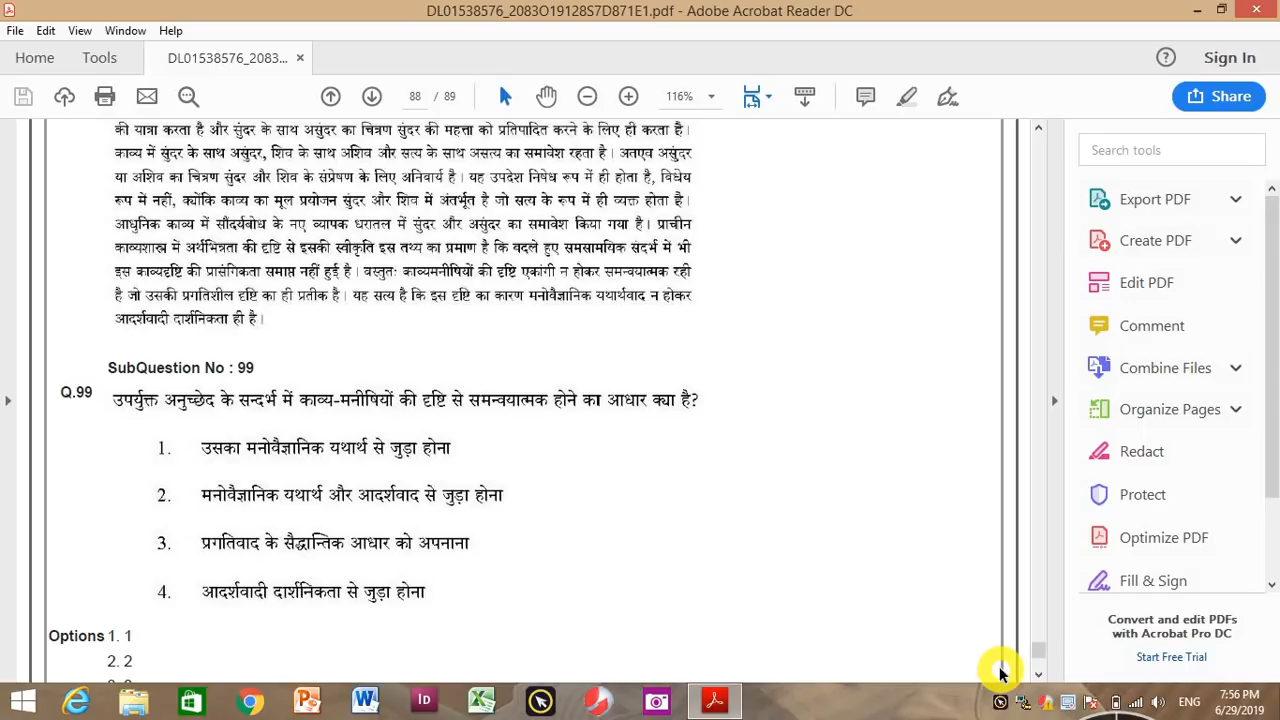 DL01538576_2083O19128S7D871E1.pdf - Adobe Acrobat Reader DC
File Edit View Window Help
Home Tools DL01538576_2083... × Sign In
88 / 89 116% Share
की यात्रा करता है और सुंदर के साथ असुंदर का चित्रण सुंदर की महत्ता को प्रतिपादित करने के लिए ही करता है।
काव्य में सुंदर के साथ असुंदर, शिव के साथ अशिव और सत्य के साथ असत्य का समावेश रहता है। अतएव असुंदर
या अशिव का चित्रण सुंदर और शिव के संप्रेषण के लिए अनिवार्य है। यह उपदेश निषेध रूप में ही होता है, विधेय
रूप में नहीं, क्योंकि काव्य का मूल प्रयोजन सुंदर और शिव में अंतर्भूत है जो सत्य के रूप में ही व्यक्त होता है।
आधुनिक काव्य में सौंदर्यबोध के नए व्यापक धरातल में सुंदर और असुंदर का समावेश किया गया है। प्राचीन
काव्यशास्त्र में अर्थभिन्नता की दृष्टि से इसकी स्वीकृति इस तथ्य का प्रमाण है कि बदले हुए समसामयिक संदर्भ में भी
इस काव्यदृष्टि की प्रासंगिकता समाप्त नहीं हुई है। वस्तुतः काव्यमनीषियों की दृष्टि एकांगी न होकर समन्वयात्मक रही
है जो उसकी प्रगतिशील दृष्टि का ही प्रतीक है। यह सत्य है कि इस दृष्टि का कारण मनोवैज्ञानिक यथार्थवाद न होकर
आदर्शवादी दार्शनिकता ही है।
SubQuestion No : 99
Q.99 उपर्युक्त अनुच्छेद के सन्दर्भ में काव्य-मनीषियों की दृष्टि से समन्वयात्मक होने का आधार क्या है?
1. उसका मनोवैज्ञानिक यथार्थ से जुड़ा होना
2. मनोवैज्ञानिक यथार्थ और आदर्शवाद से जुड़ा होना
3. प्रगतिवाद के सैद्धान्तिक आधार को अपनाना
4. आदर्शवादी दार्शनिकता से जुड़ा होना
Options 1. 1
2. 2
Search tools
Export PDF
Create PDF
Edit PDF
Comment
Combine Files
Organize Pages
Redact
Protect
Optimize PDF
Fill & Sign
Convert and edit PDFs
with Acrobat Pro DC
Start Free Trial
ENG
7:56 PM
6/29/2019